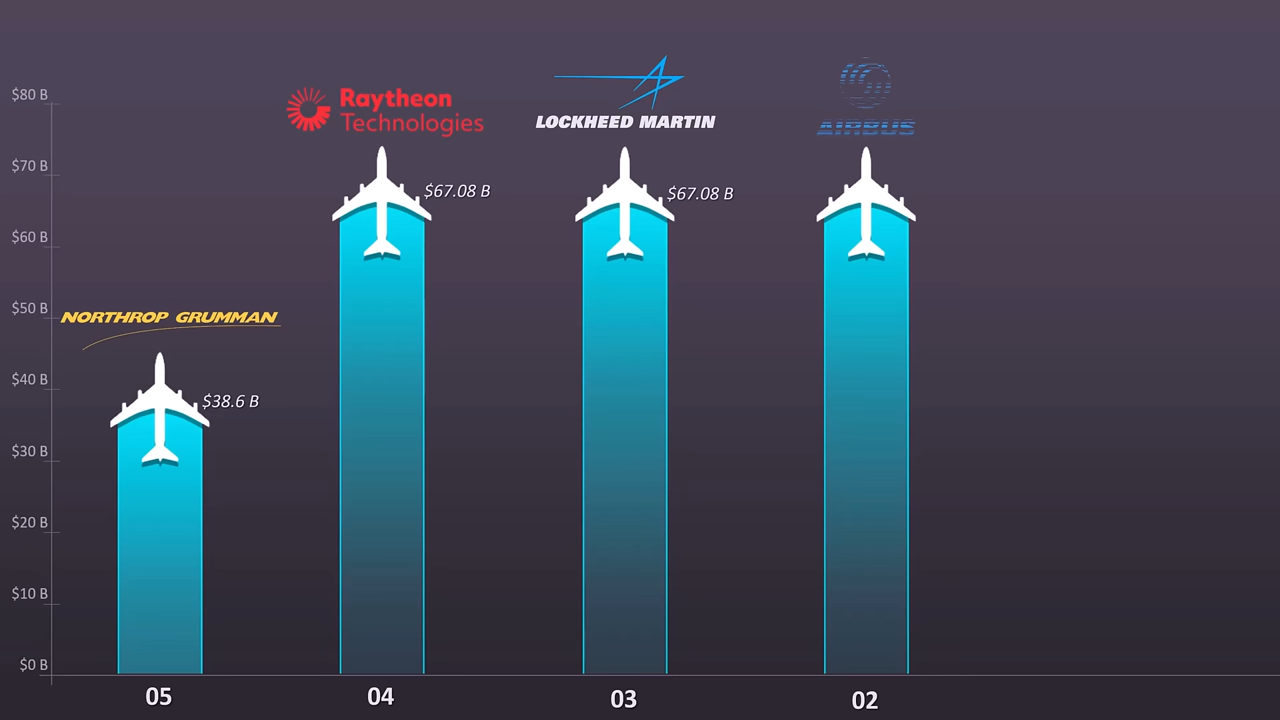 $80 B
$70 B
$60 B
$50 B
$40 B
$30 B
$20 B
$10 B
$0 B
NORTHROP GRUMMAN
$38.6 B
05
Raytheon
Technologies
$67.08 B
04
LOCKHEED MARTIN
$67.08 B
03
AIRBUS
02